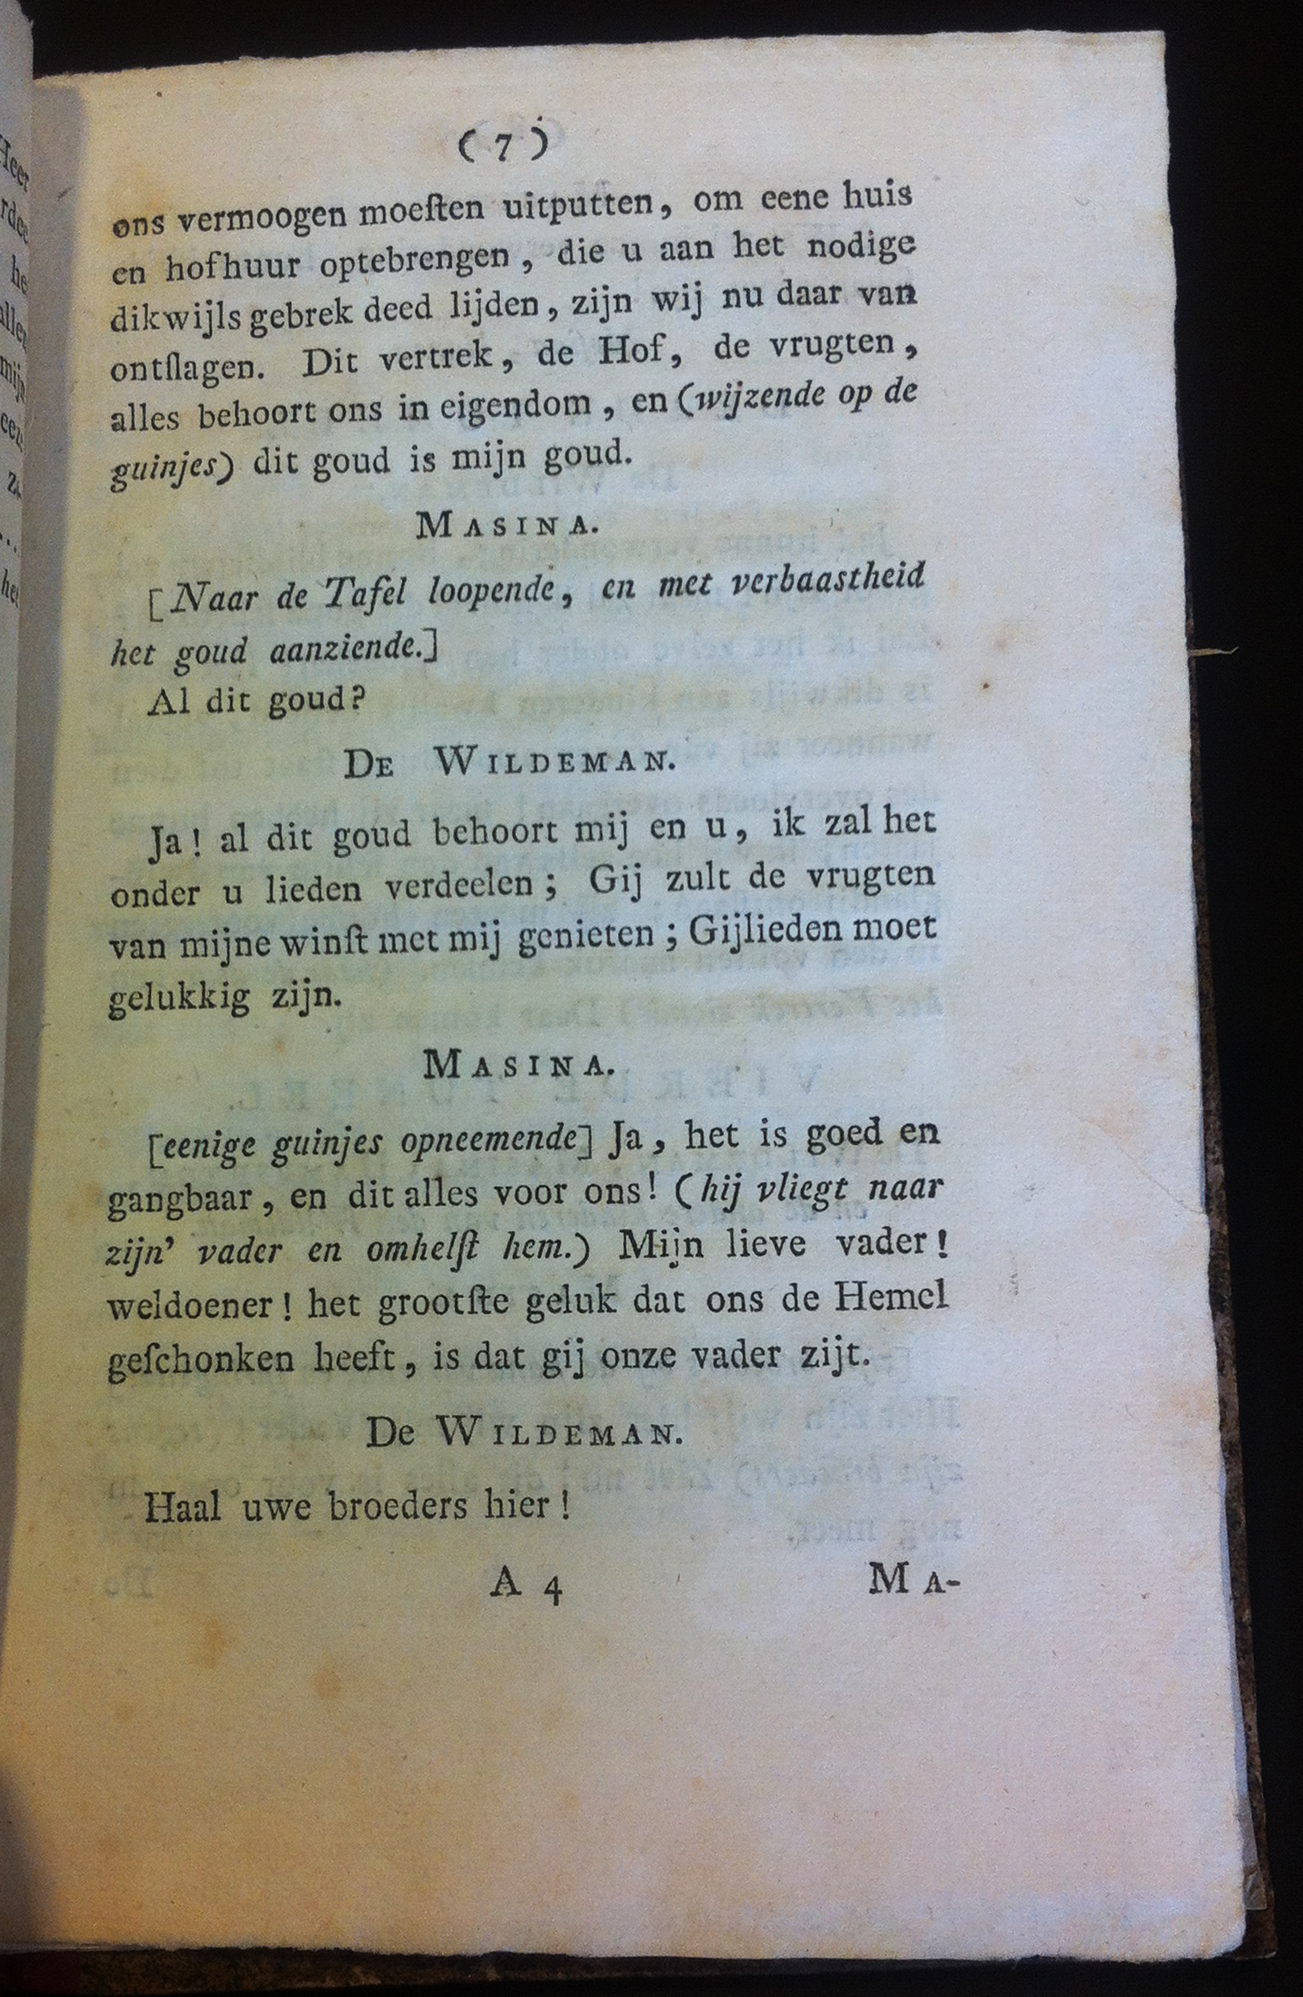 ( 7 )
ons vermoogen moeſten uitputten, om eene huis
en hofhuur optebrengen, die u aan het nodige
dikwijls gebrek deed lijden, zijn wij nu daar van
ontſlagen. Dit vertrek, de Hof, de vrugten,
alles behoort ons in eigendom, en (wijzende op de
guinjes) dit goud is mijn goud.
MASINA.
[Naar de Tafel loopende, en met verbaastheid
het goud aanziende.]
Al dit goud?
DE WILDEMAN.
Ja! al dit goud behoort mij en u, ik zal het
onder u lieden verdeelen; Gij zult de vrugten
van mijne winſt met mij genieten; Gijlieden moet
gelukkig zijn.
MASINA.
[eenige guinjes opneemende] Ja, het is goed en
gangbaar, en dit alles voor ons! (hij vliegt naar
zijn' vader en omhelſt hem.) Mijn lieve vader!
weldoener! het grootſte geluk dat ons de Hemel
geſchonken heeft, is dat gij onze vader zijt.
De WILDEMAN.
Haal uwe broeders hier!
A 4 MA-